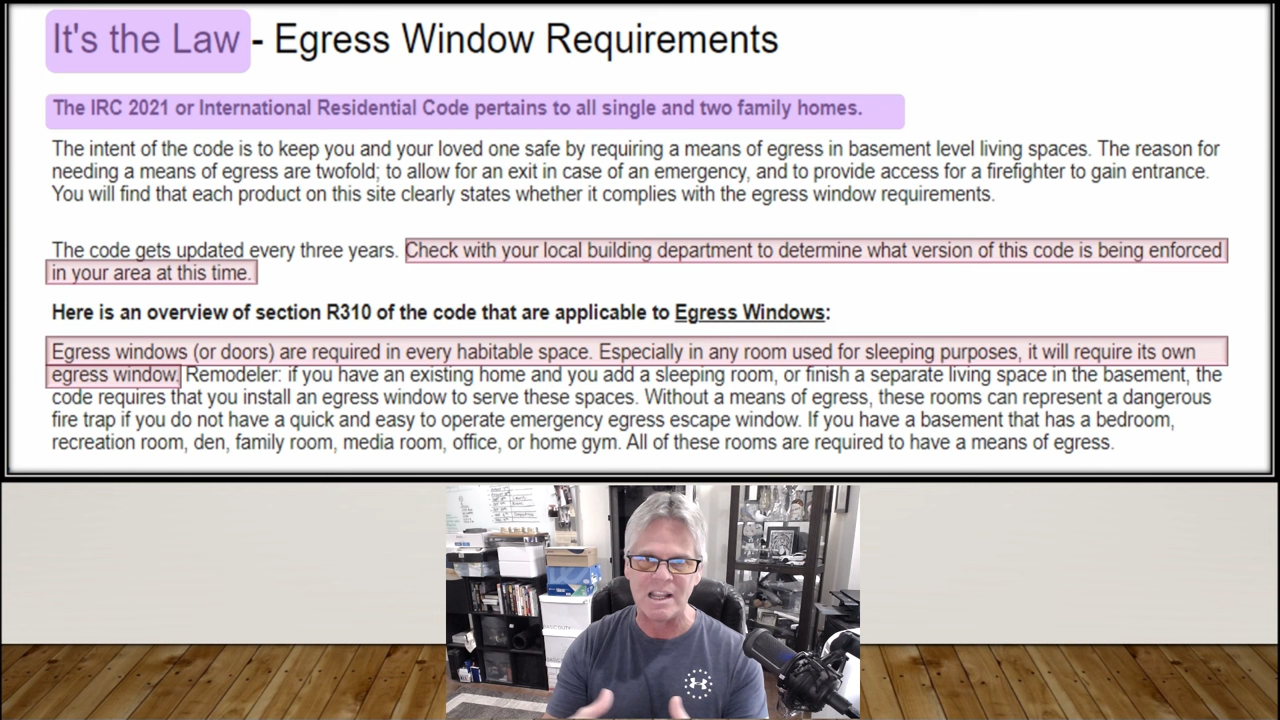 It's the Law - Egress Window Requirements
The IRC 2021 or International Residential Code pertains to all single and two family homes.
The intent of the code is to keep you and your loved one safe by requiring a means of egress in basement level living spaces. The reason for
needing a means of egress are twofold; to allow for an exit in case of an emergency, and to provide access for a firefighter to gain entrance.
You will find that each product on this site clearly states whether it complies with the egress window requirements.
The code gets updated every three years. Check with your local building department to determine what version of this code is being enforced
in your area at this time.
Here is an overview of section R310 of the code that are applicable to Egress Windows:
Egress windows (or doors) are required in every habitable space. Especially in any room used for sleeping purposes, it will require its own
egress window. Remodeler: if you have an existing home and you add a sleeping room, or finish a separate living space in the basement, the
code requires that you install an egress window to serve these spaces. Without a means of egress, these rooms can represent a dangerous
fire trap if you do not have a quick and easy to operate emergency egress escape window. If you have a basement that has a bedroom,
recreation room, den, family room, media room, office, or home gym. All of these rooms are required to have a means of egress.